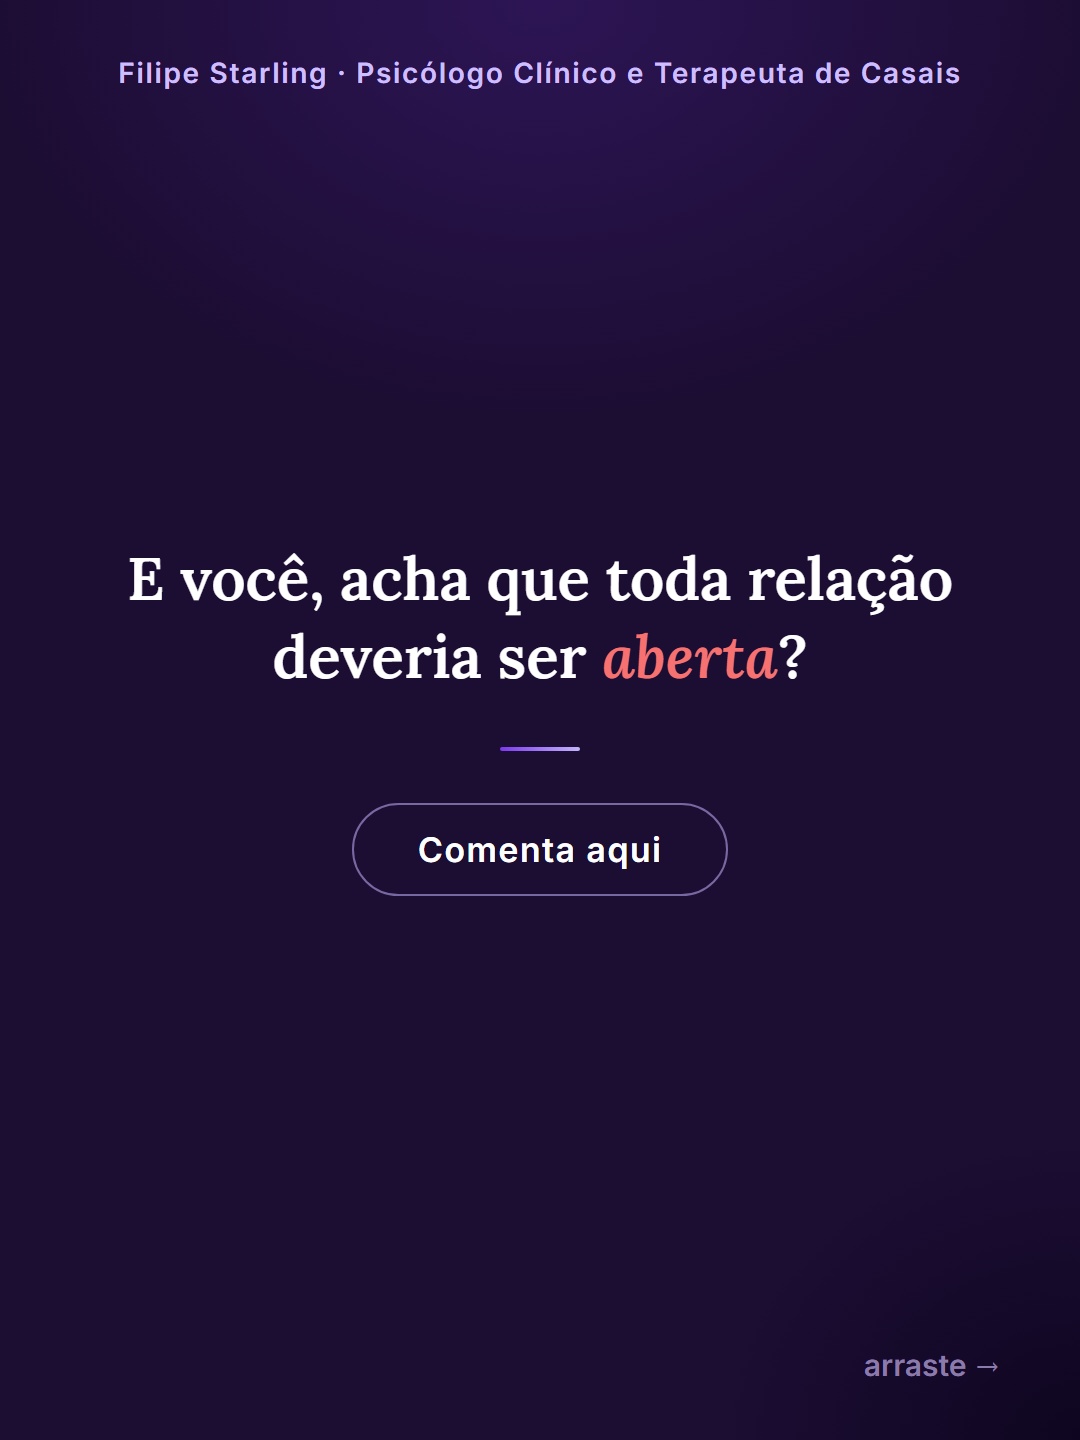 Filipe Starling · Psicólogo Clínico e Terapeuta de Casais
E você, acha que toda relação
deveria ser aberta?
Comenta aqui
arraste →